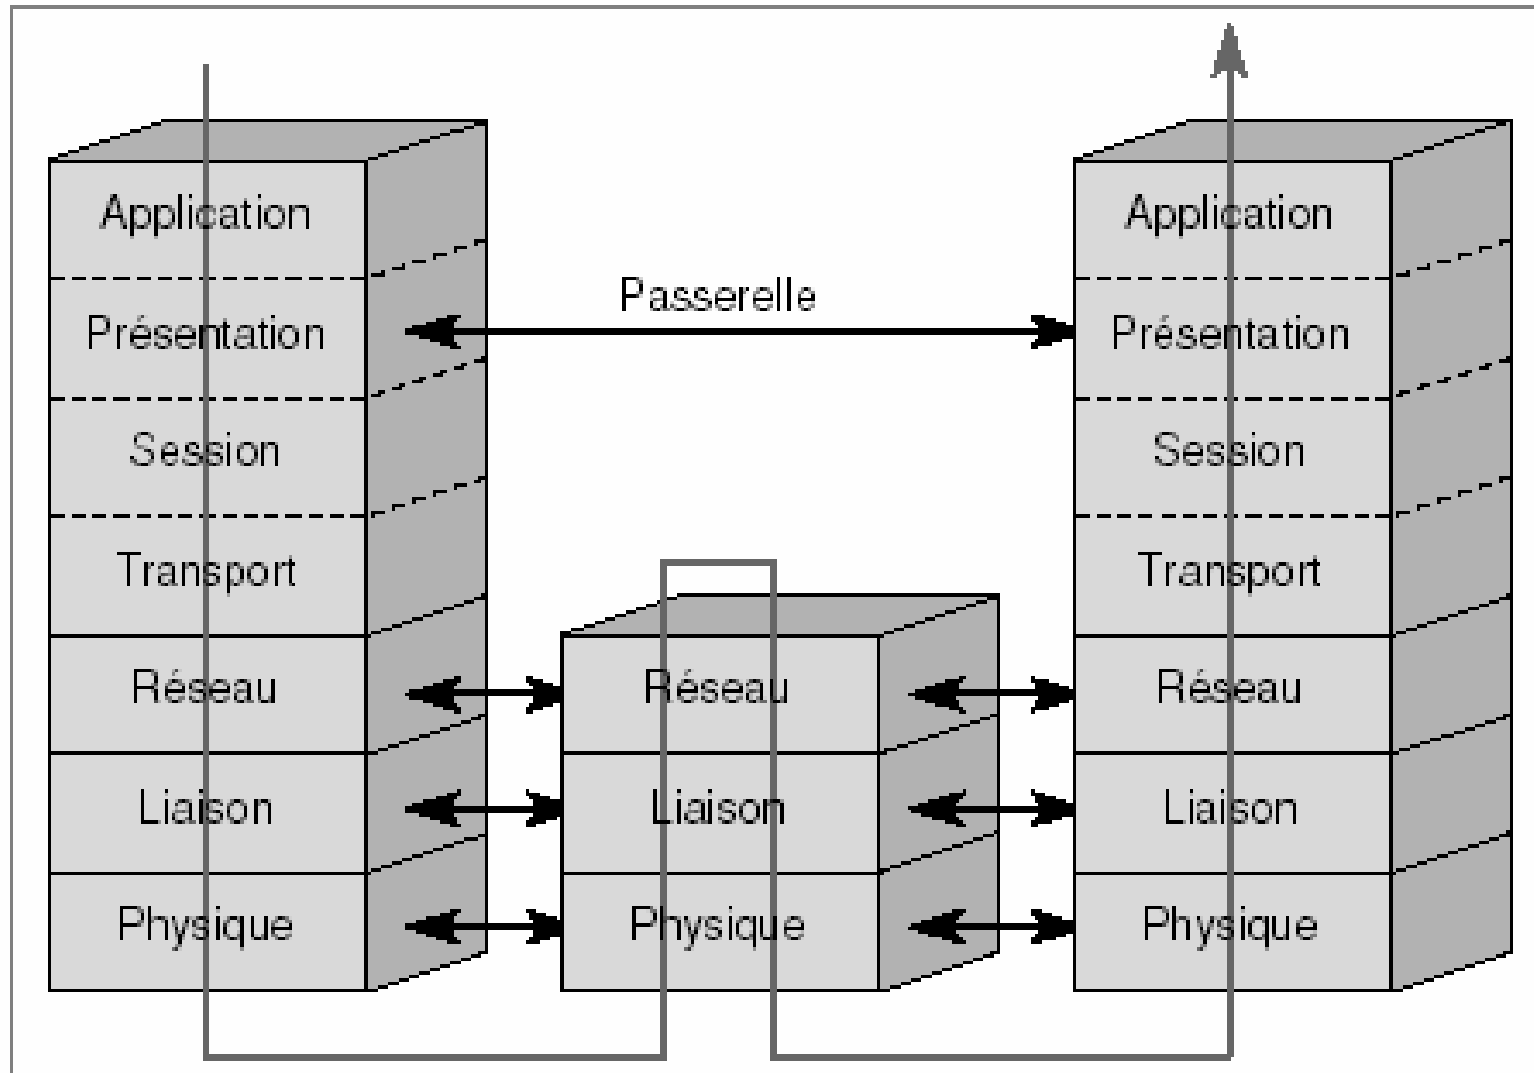 Application
Présentation
Session
Transport
Réseau
Liaison
Physique
Passerelle
Réseau
Liaison
Physique
Application
Présentation
Session
Transport
Réseau
Liaison
Physique